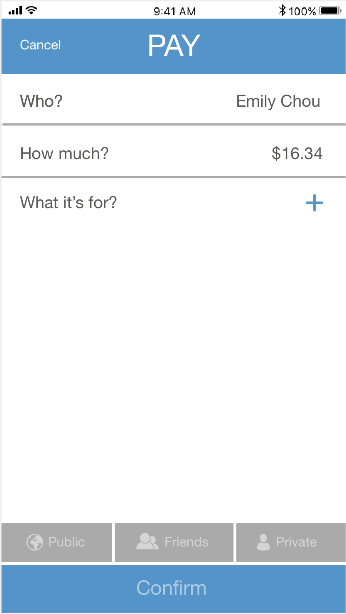 9:41 AM 100%
Cancel PAY
Who? Emily Chou
How much? $16.34
What it’s for? +
Public Friends Private
Confirm